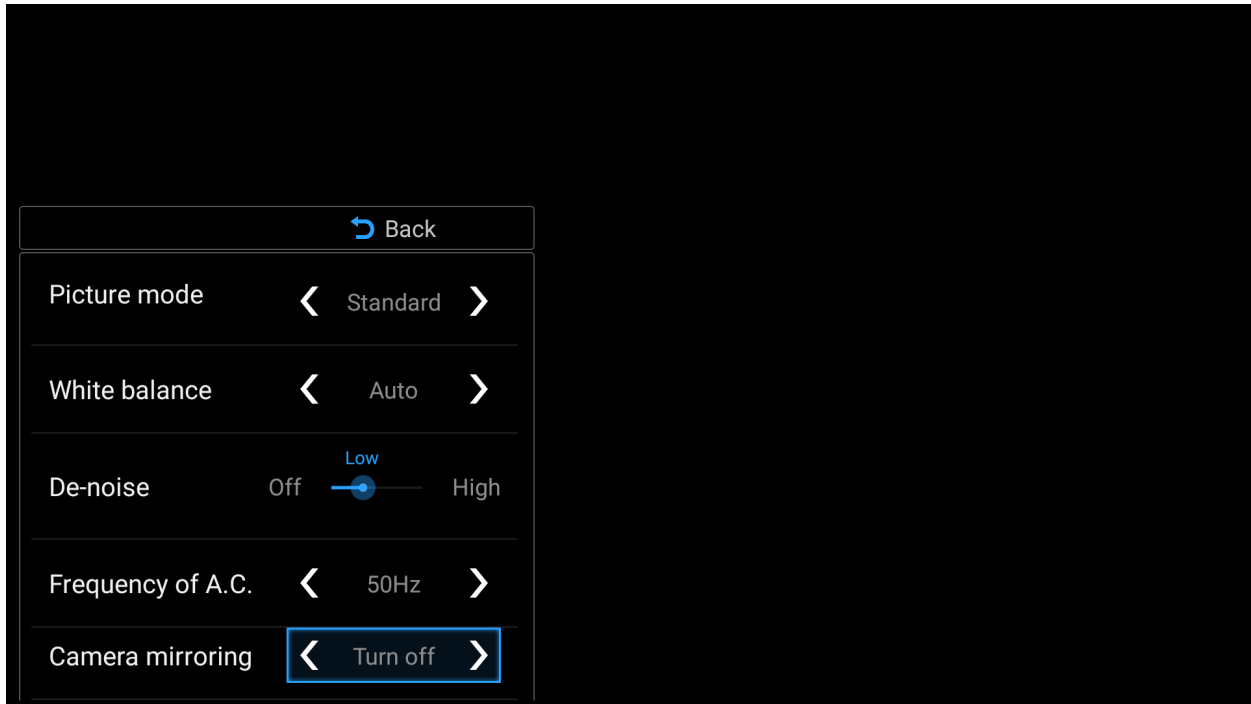 Back
Picture mode Standard
White balance Auto
Low
De-noise Off High
Frequency of A.C. 50Hz
Camera mirroring Turn off